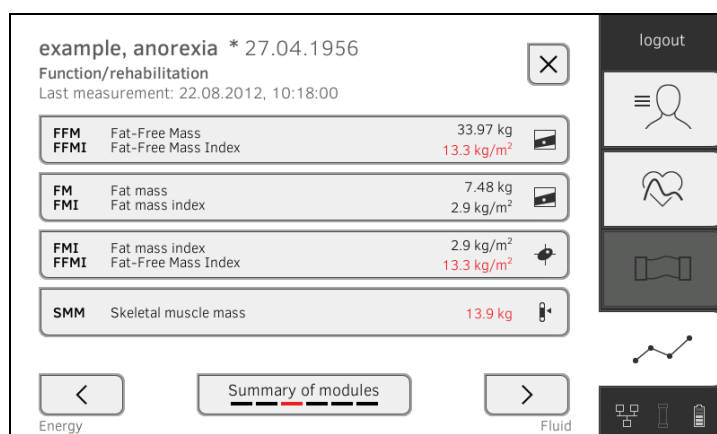 example, anorexia * 27.04.1956
Function/rehabilitation
Last measurement: 22.08.2012, 10:18:00
logout
FFM Fat-Free Mass 33.97 kg
FFMI Fat-Free Mass Index 13.3 kg/m²
FM Fat mass 7.48 kg
FMI Fat mass index 2.9 kg/m²
FMI Fat mass index 2.9 kg/m²
FFMI Fat-Free Mass Index 13.3 kg/m²
SMM Skeletal muscle mass 13.9 kg
Summary of modules
Energy Fluid